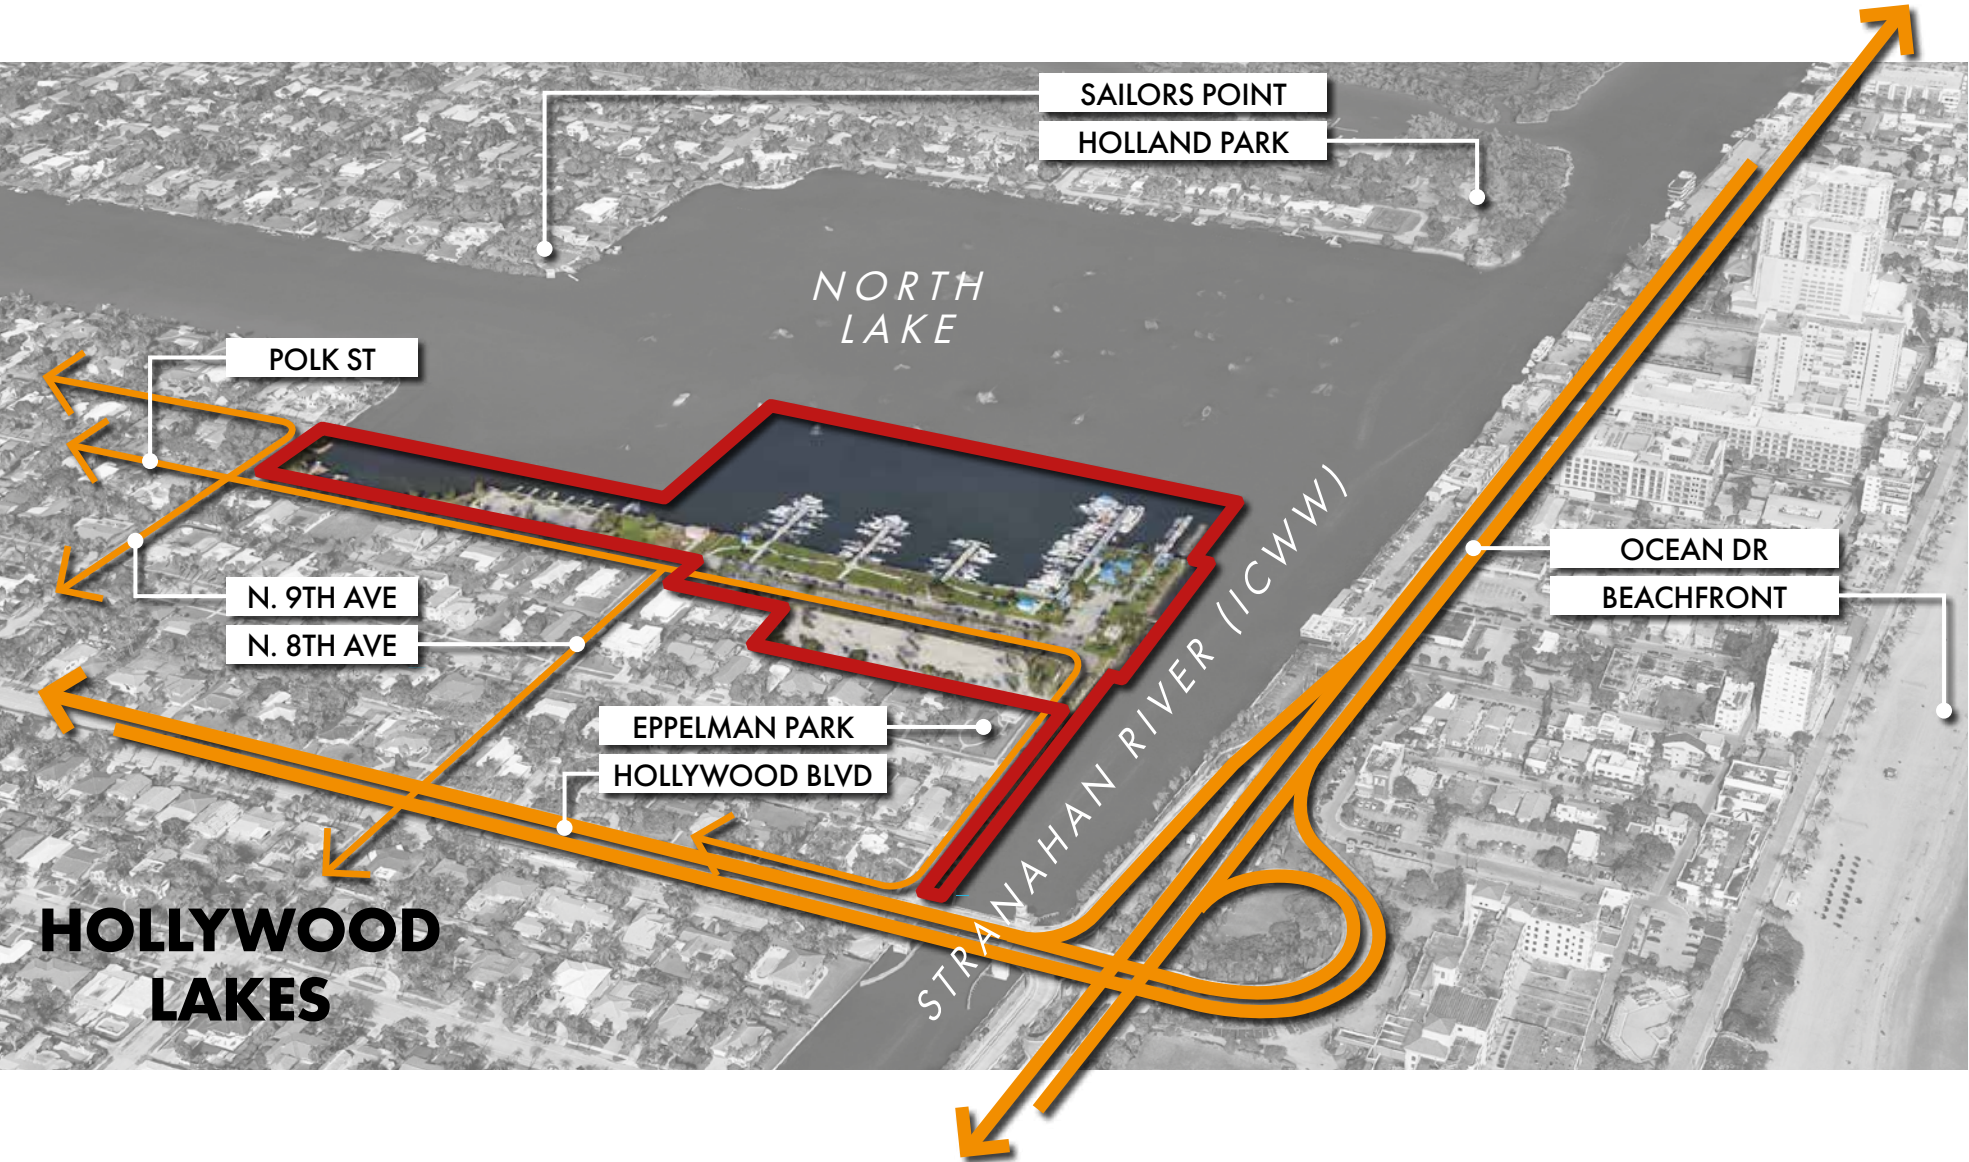 SAILORS POINT
HOLLAND PARK
NORTH
LAKE
POLK ST
STRANAHAN RIVER (ICWW)
OCEAN DR
BEACHFRONT
N. 9TH AVE
N. 8TH AVE
EPPELMAN PARK
HOLLYWOOD BLVD
HOLLYWOOD
LAKES